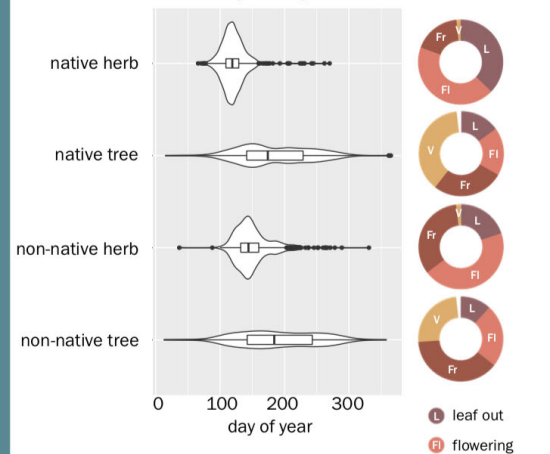 native herb
Fr
V
L
Fl
native tree
V
L
Fl
Fr
non-native herb
Fr
V
L
Fl
non-native tree
V
L
Fl
Fr
0 100 200 300
day of year
L leaf out
Fl flowering